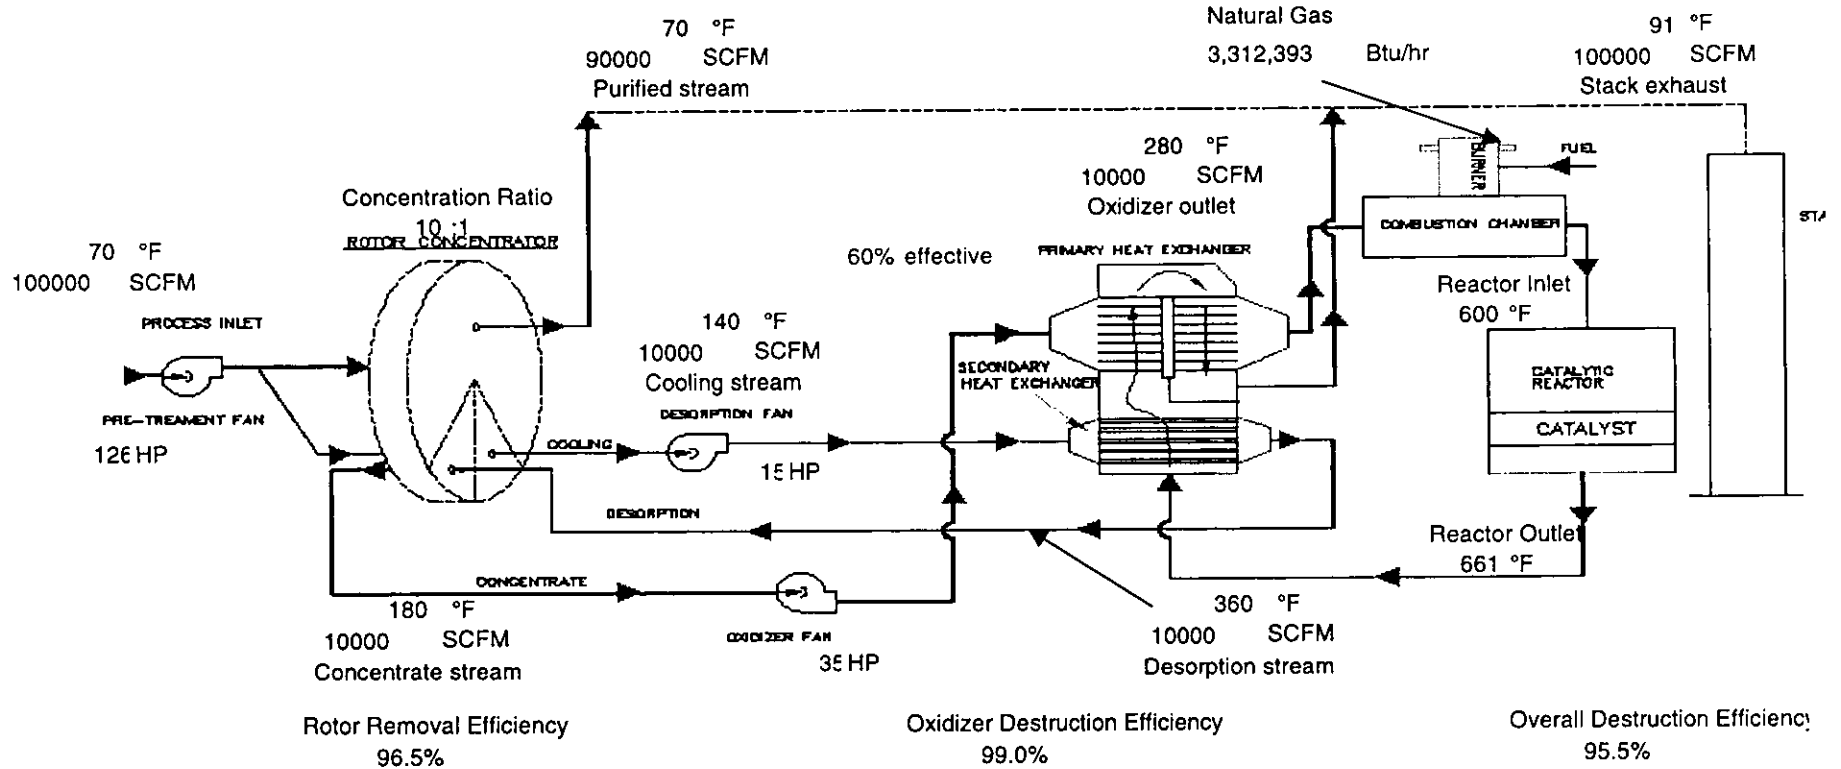 70 °F
90000 SCFM
Purified stream
Natural Gas
3,312,393 Btu/hr
91 °F
100000 SCFM
Stack exhaust
280 °F
10000 SCFM
Oxidizer outlet
BURNER
FUEL
Concentration Ratio
10 :1
ROTOR CONCENTRATOR
COMBUSTION CHAMBER
STA
70 °F
100000 SCFM
60% effective
PRIMARY HEAT EXCHANGER
Reactor Inlet
600 °F
PROCESS INLET
140 °F
10000 SCFM
Cooling stream
SECONDARY
HEAT EXCHANGER
CATALYTIC
REACTOR
CATALYST
PRE-TREAMENT FAN
126 HP
COOLING
DESORPTION FAN
15 HP
DESORPTION
Reactor Outlet
661 °F
CONCENTRATE
180 °F
10000 SCFM
Concentrate stream
OXIDIZER FAN
35 HP
360 °F
10000 SCFM
Desorption stream
Rotor Removal Efficiency
96.5%
Oxidizer Destruction Efficiency
99.0%
Overall Destruction Efficiency
95.5%